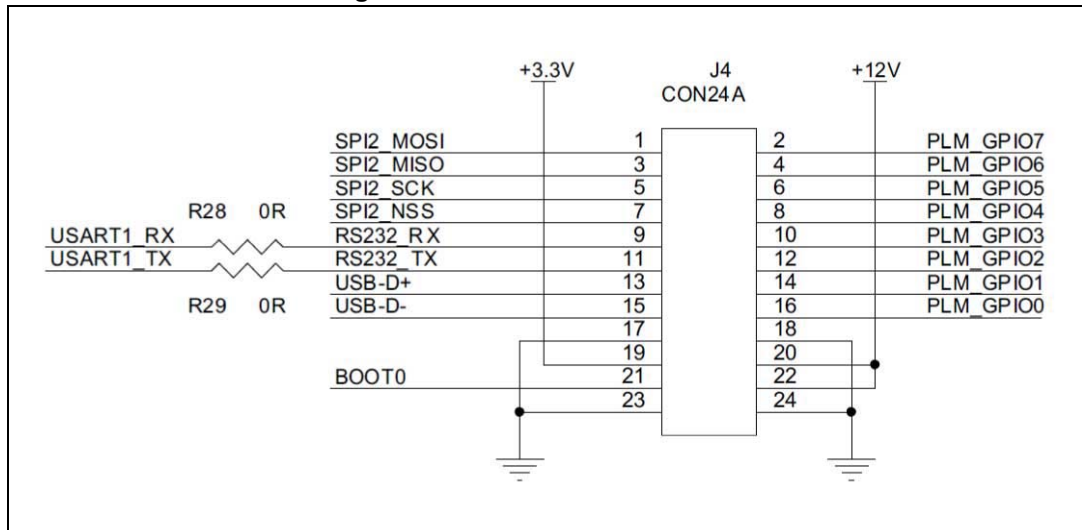 g
+3.3V J4 +12V
CON24A
SPI2_MOSI 1 2 PLM_GPIO7
SPI2_MISO 3 4 PLM_GPIO6
SPI2_SCK 5 6 PLM_GPIO5
R28 0R SPI2_NSS 7 8 PLM_GPIO4
USART1_RX RS232_RX 9 10 PLM_GPIO3
USART1_TX RS232_TX 11 12 PLM_GPIO2
USB-D+ 13 14 PLM_GPIO1
R29 0R USB-D- 15 16 PLM_GPIO0
17 18
19 20
BOOT0 21 22
23 24